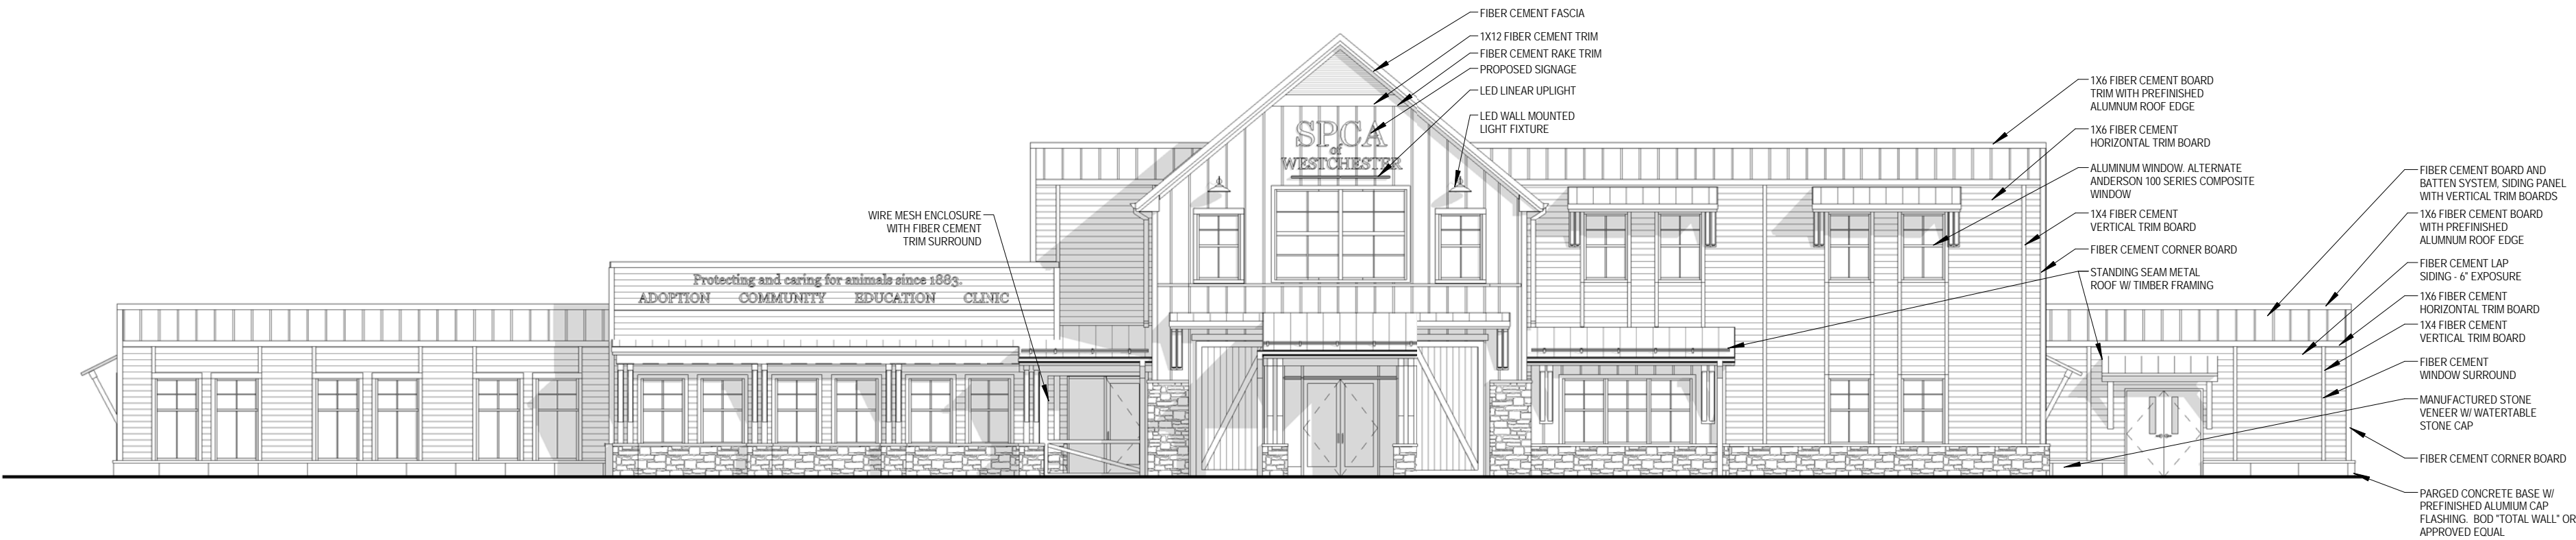 FIBER CEMENT FASCIA
1X12 FIBER CEMENT TRIM
FIBER CEMENT RAKE TRIM
PROPOSED SIGNAGE
LED LINEAR UPLIGHT
LED WALL MOUNTED
LIGHT FIXTURE
SPCA
of
WESTCHESTER
WIRE MESH ENCLOSURE
WITH FIBER CEMENT
TRIM SURROUND
Protecting and caring for animals since 1883.
ADOPTION COMMUNITY EDUCATION CLINIC
1X6 FIBER CEMENT BOARD
TRIM WITH PREFINISHED
ALUMNUM ROOF EDGE
1X6 FIBER CEMENT
HORIZONTAL TRIM BOARD
ALUMINUM WINDOW. ALTERNATE
ANDERSON 100 SERIES COMPOSITE
WINDOW
1X4 FIBER CEMENT
VERTICAL TRIM BOARD
FIBER CEMENT CORNER BOARD
STANDING SEAM METAL
ROOF W/ TIMBER FRAMING
FIBER CEMENT BOARD AND
BATTEN SYSTEM, SIDING PANEL
WITH VERTICAL TRIM BOARDS
1X6 FIBER CEMENT BOARD
WITH PREFINISHED
ALUMNUM ROOF EDGE
FIBER CEMENT LAP
SIDING - 6" EXPOSURE
1X6 FIBER CEMENT
HORIZONTAL TRIM BOARD
1X4 FIBER CEMENT
VERTICAL TRIM BOARD
FIBER CEMENT
WINDOW SURROUND
MANUFACTURED STONE
VENEER W/ WATERTABLE
STONE CAP
FIBER CEMENT CORNER BOARD
PARGED CONCRETE BASE W/
PREFINISHED ALUMIUM CAP
FLASHING. BOD "TOTAL WALL" OR
APPROVED EQUAL